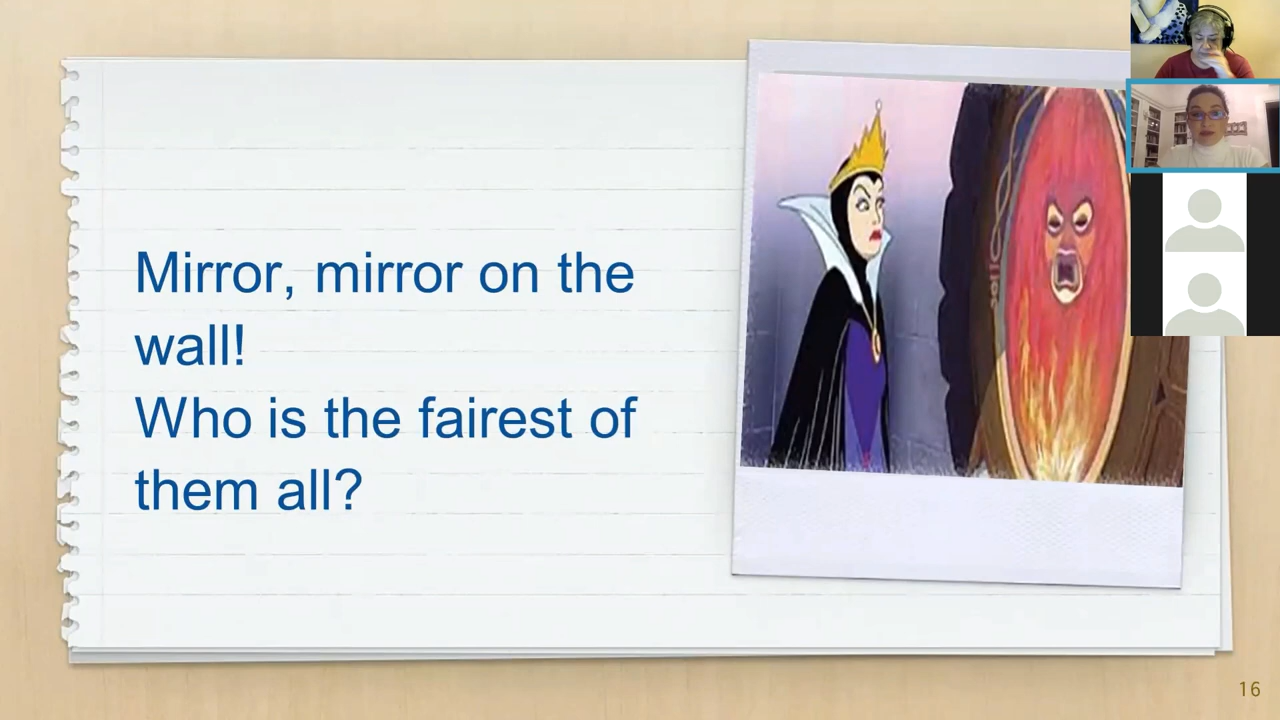 Mirror, mirror on the
wall!
Who is the fairest of
them all?
16